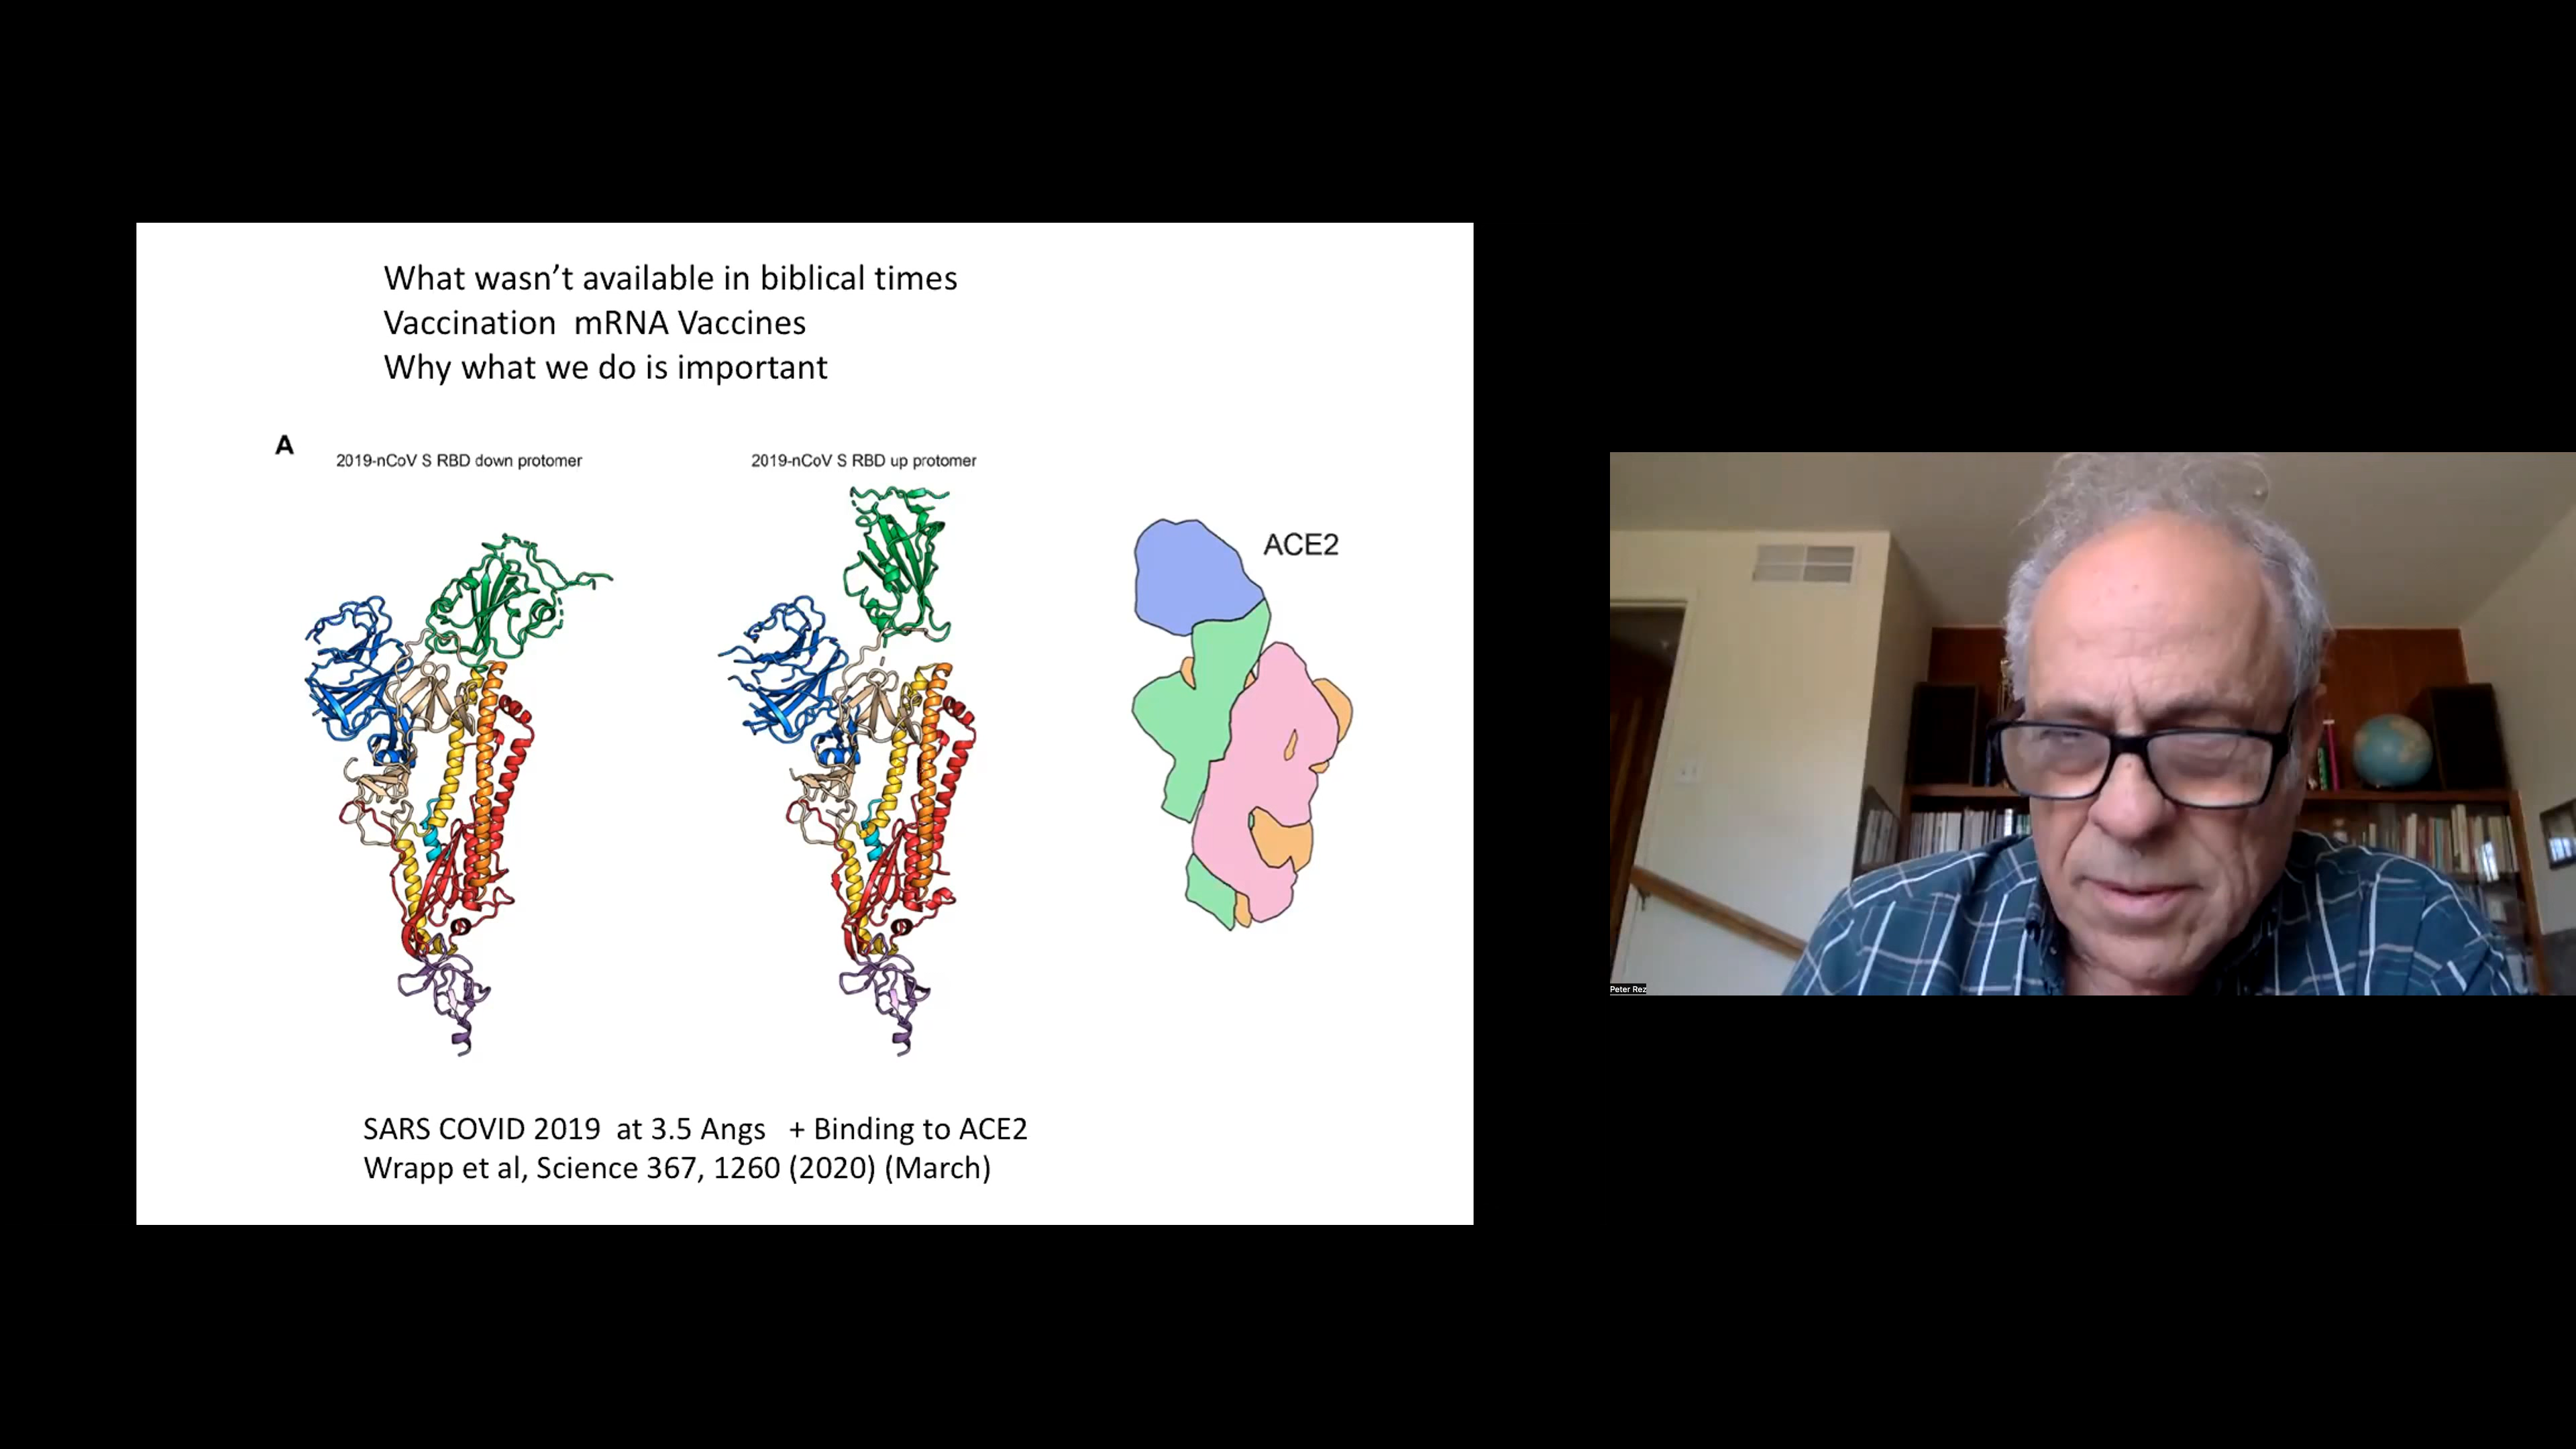 What wasn’t available in biblical times
Vaccination  mRNA Vaccines
Why what we do is important
A
2019-nCoV S RBD down protomer
2019-nCoV S RBD up protomer
ACE2
SARS COVID 2019  at 3.5 Angs   + Binding to ACE2
Wrapp et al, Science 367, 1260 (2020) (March)
Peter Rez